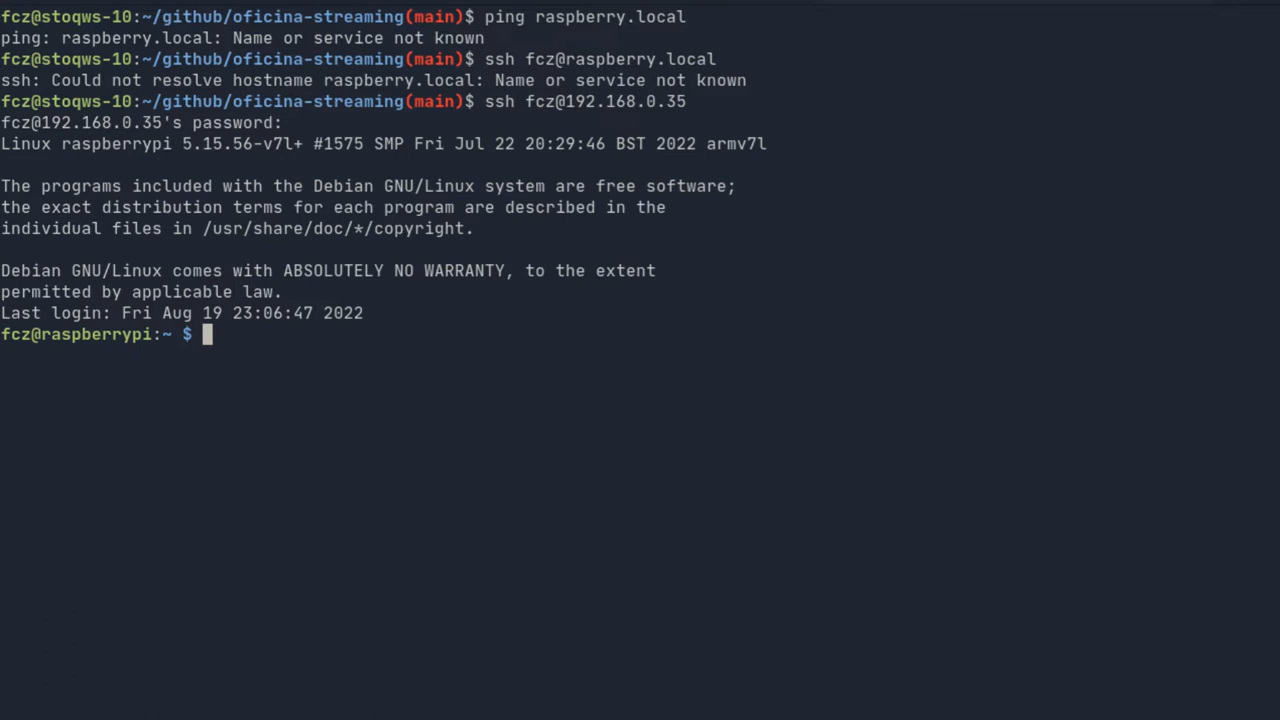 fcz@stoqws-10:~/github/oficina-streaming(main)$ ping raspberry.local
ping: raspberry.local: Name or service not known
fcz@stoqws-10:~/github/oficina-streaming(main)$ ssh fcz@raspberry.local
ssh: Could not resolve hostname raspberry.local: Name or service not known
fcz@stoqws-10:~/github/oficina-streaming(main)$ ssh fcz@192.168.0.35
fcz@192.168.0.35's password:
Linux raspberrypi 5.15.56-v7l+ #1575 SMP Fri Jul 22 20:29:46 BST 2022 armv7l

The programs included with the Debian GNU/Linux system are free software;
the exact distribution terms for each program are described in the
individual files in /usr/share/doc/*/copyright.

Debian GNU/Linux comes with ABSOLUTELY NO WARRANTY, to the extent
permitted by applicable law.
Last login: Fri Aug 19 23:06:47 2022
fcz@raspberrypi:~ $